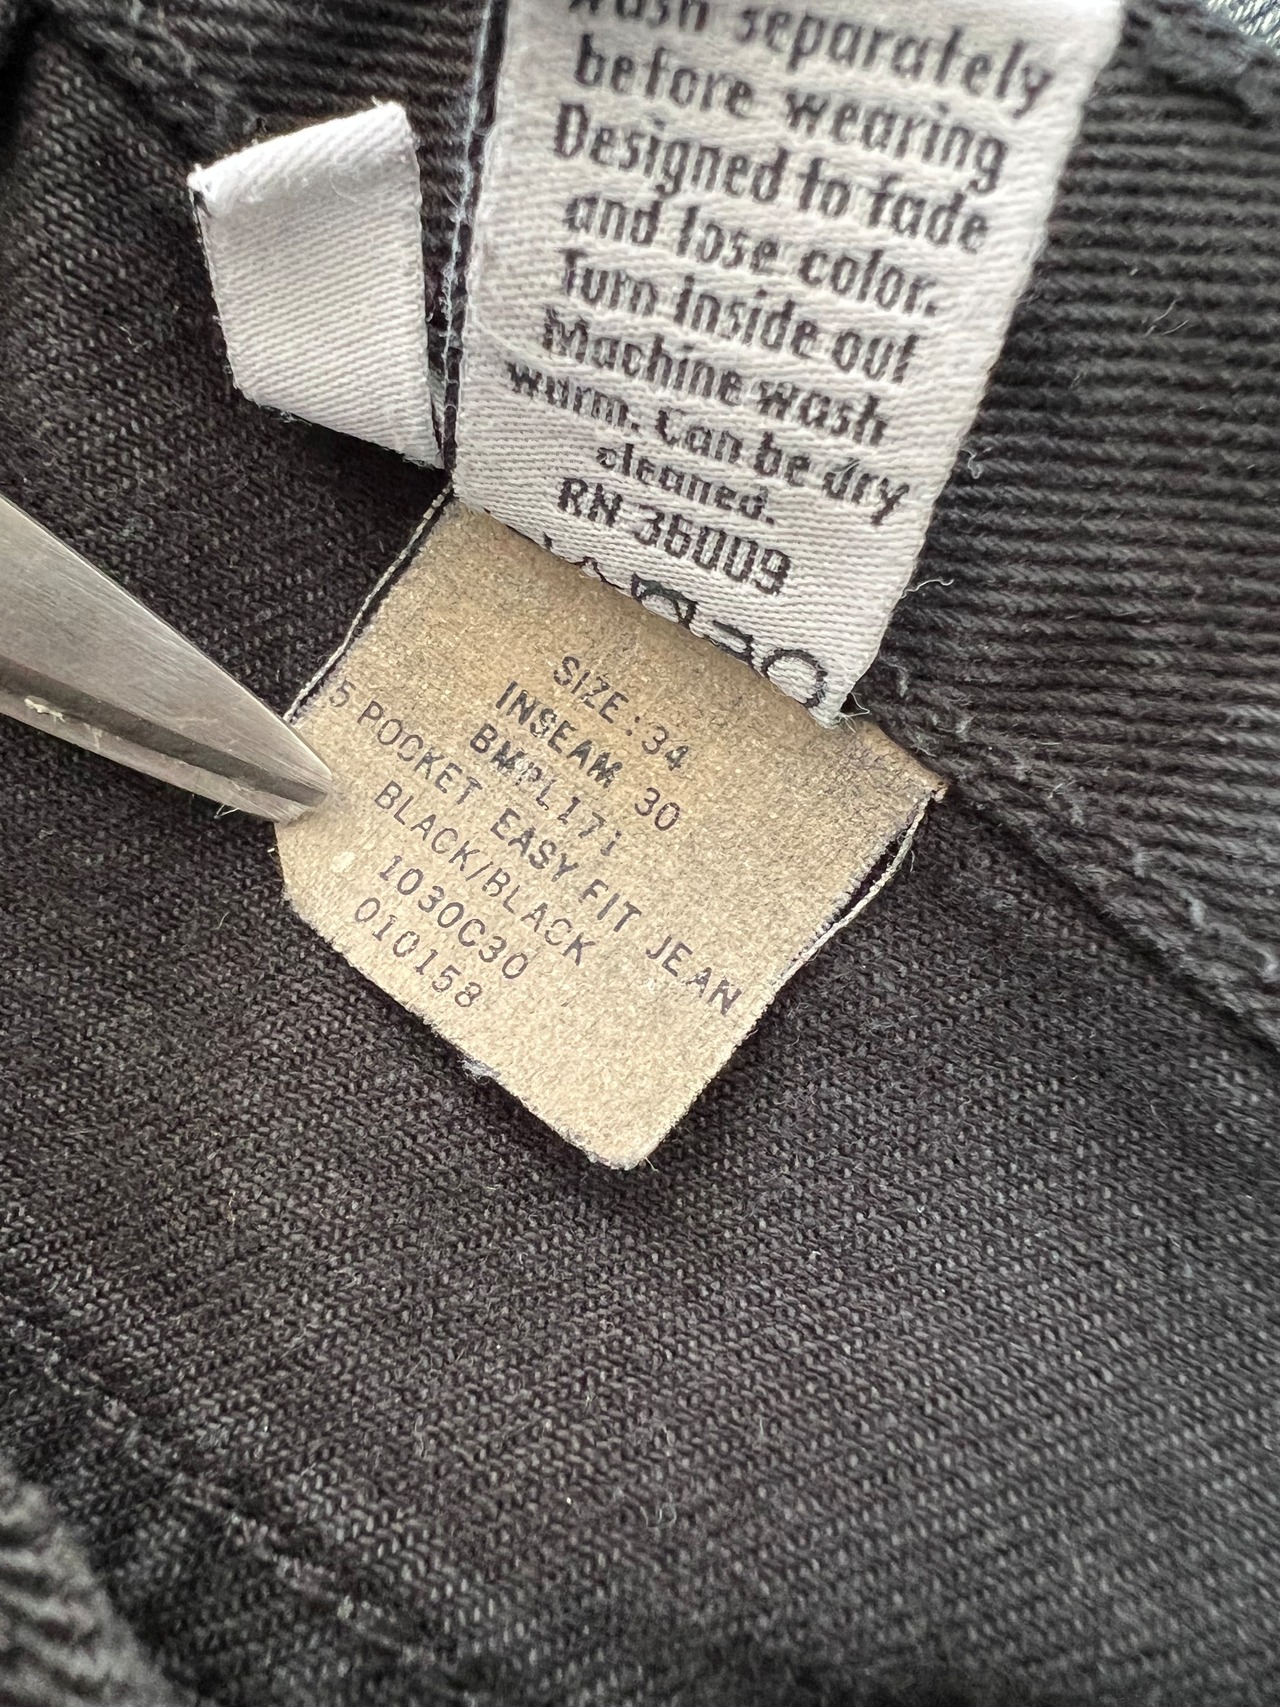 wash separately
before wearing
Designed to fade
and lose color.
Turn inside out
Machine wash
warm. Can be dry
cleaned.
RN 36009
SIZE: 34
INSEAM 30
BMPL171
5 POCKET EASY FIT JEAN
BLACK/BLACK
1030C30
010158